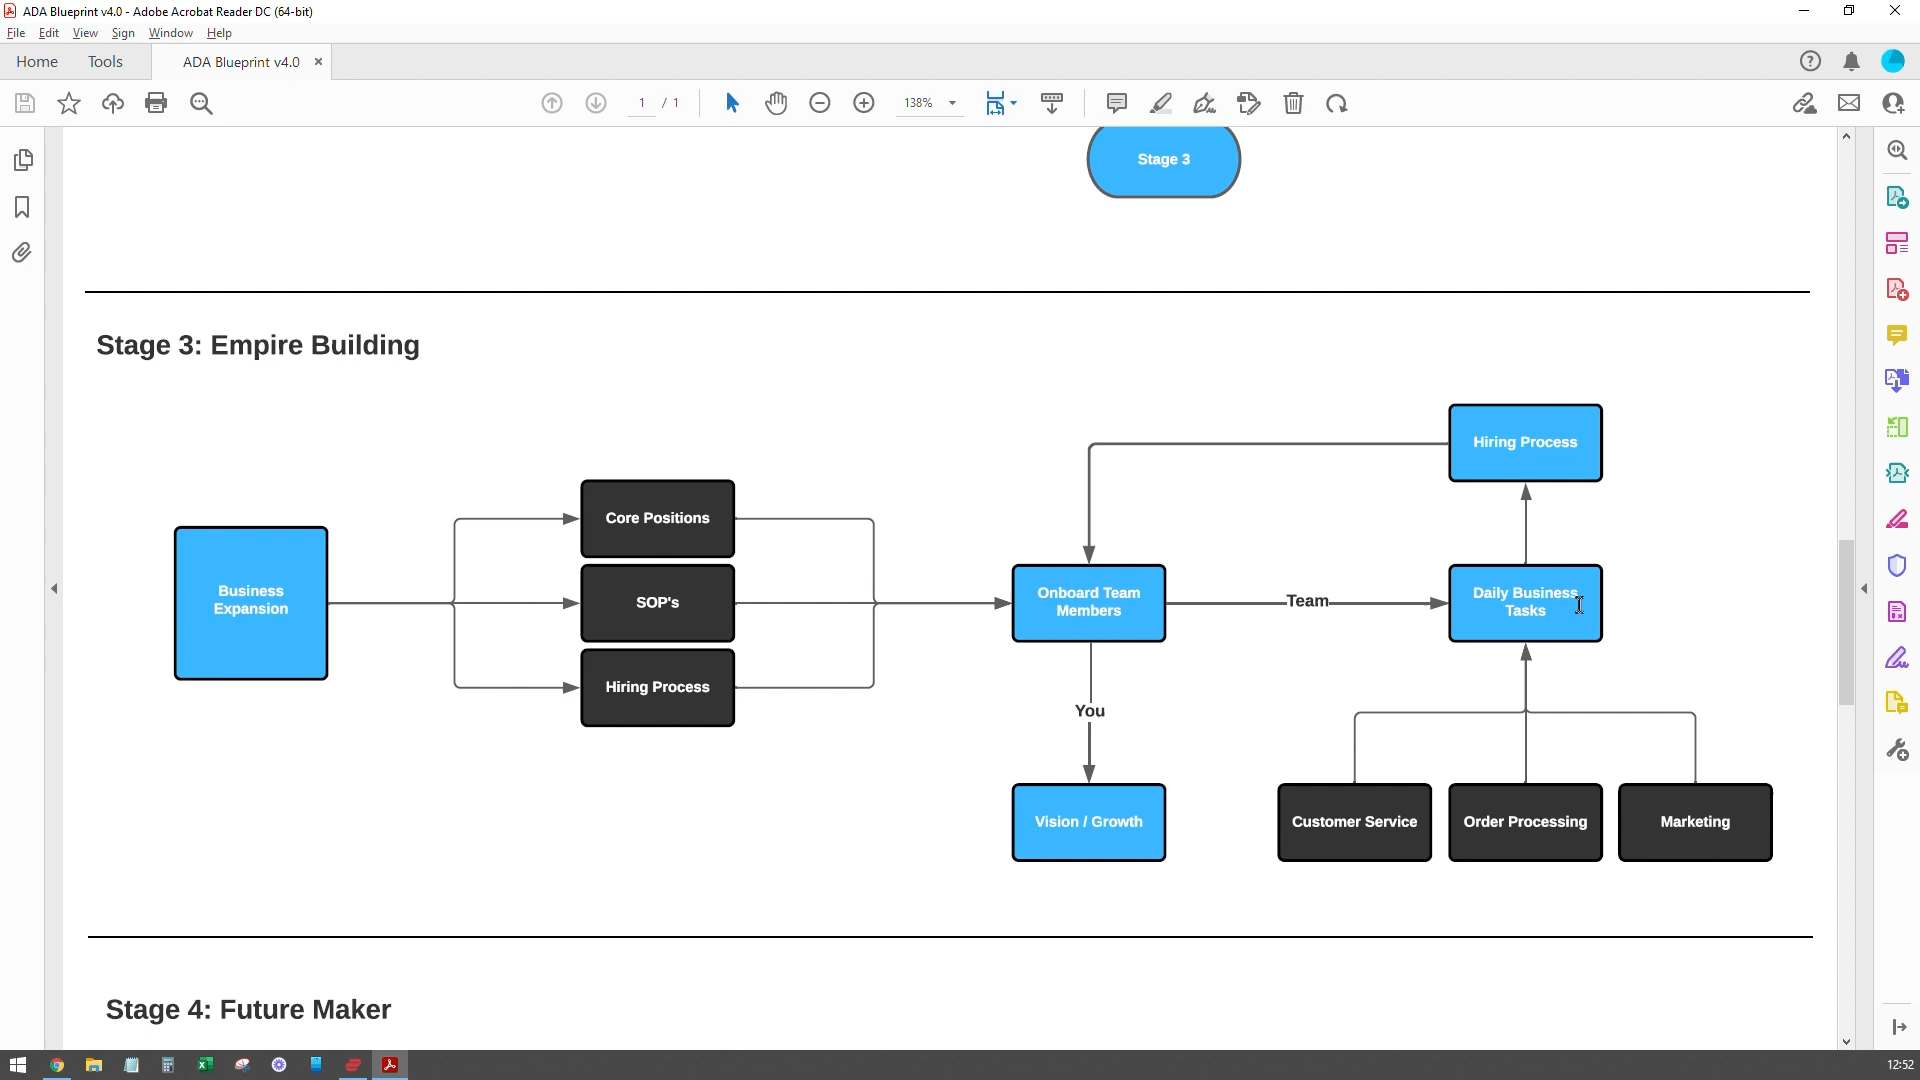 ADA Blueprint v4.0 - Adobe Acrobat Reader DC (64-bit)
File Edit View Sign Window Help
Home Tools ADA Blueprint v4.0 ×
1 / 1 138%
Stage 3
Stage 3: Empire Building
Hiring Process
Core Positions
Business
Expansion
SOP's
Onboard Team
Members
Team
Daily Business
Tasks
Hiring Process
You
Vision / Growth
Customer Service
Order Processing
Marketing
Stage 4: Future Maker
12:52